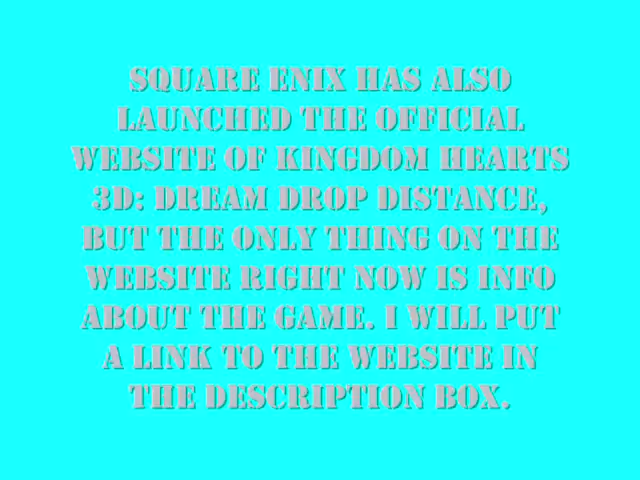 SQUARE ENIX HAS ALSO
LAUNCHED THE OFFICIAL
WEBSITE OF KINGDOM HEARTS
3D: DREAM DROP DISTANCE,
BUT THE ONLY THING ON THE
WEBSITE RIGHT NOW IS INFO
ABOUT THE GAME. I WILL PUT
A LINK TO THE WEBSITE IN
THE DESCRIPTION BOX.